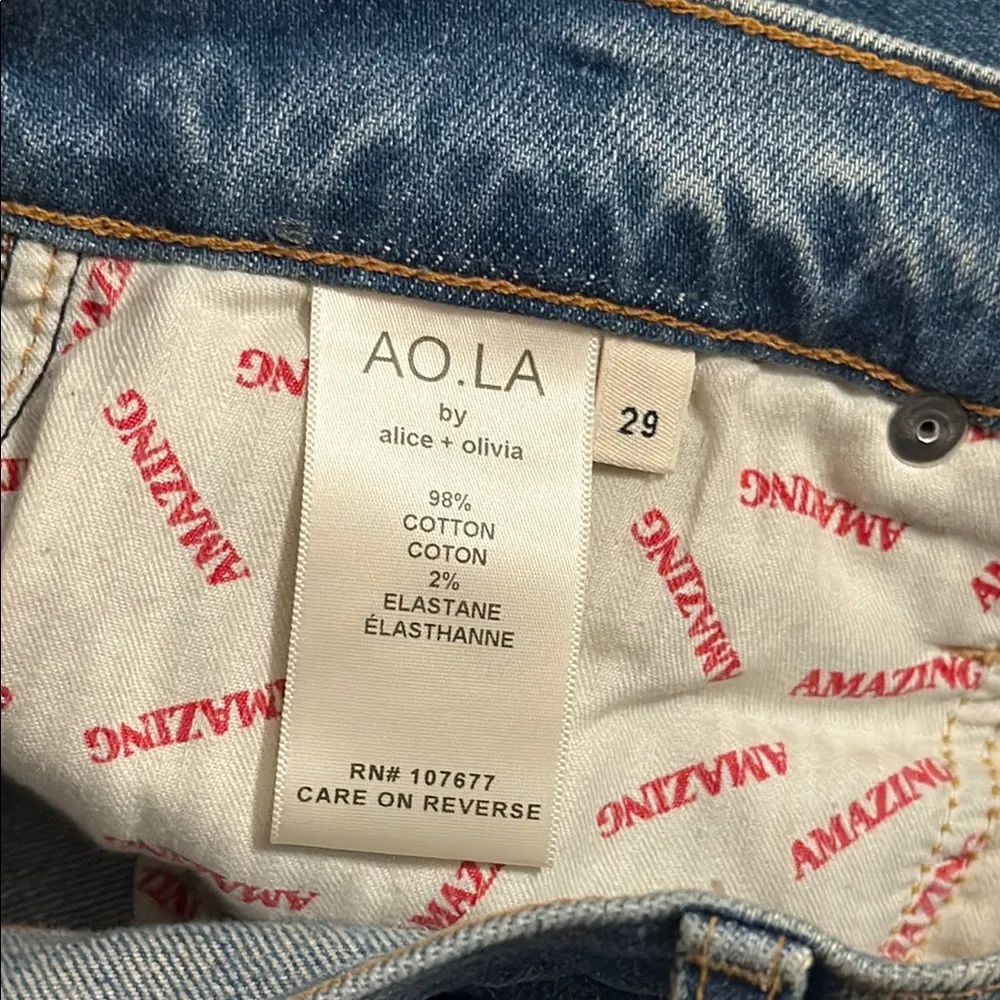 AO.LA
by
alice + olivia
98%
COTTON
COTON
2%
ELASTANE
ÉLASTHANNE
RN# 107677
CARE ON REVERSE
29
AMAZING
AMAZING
AMAZING
AMAZING
AMAZING
AMAZING
AMAZING